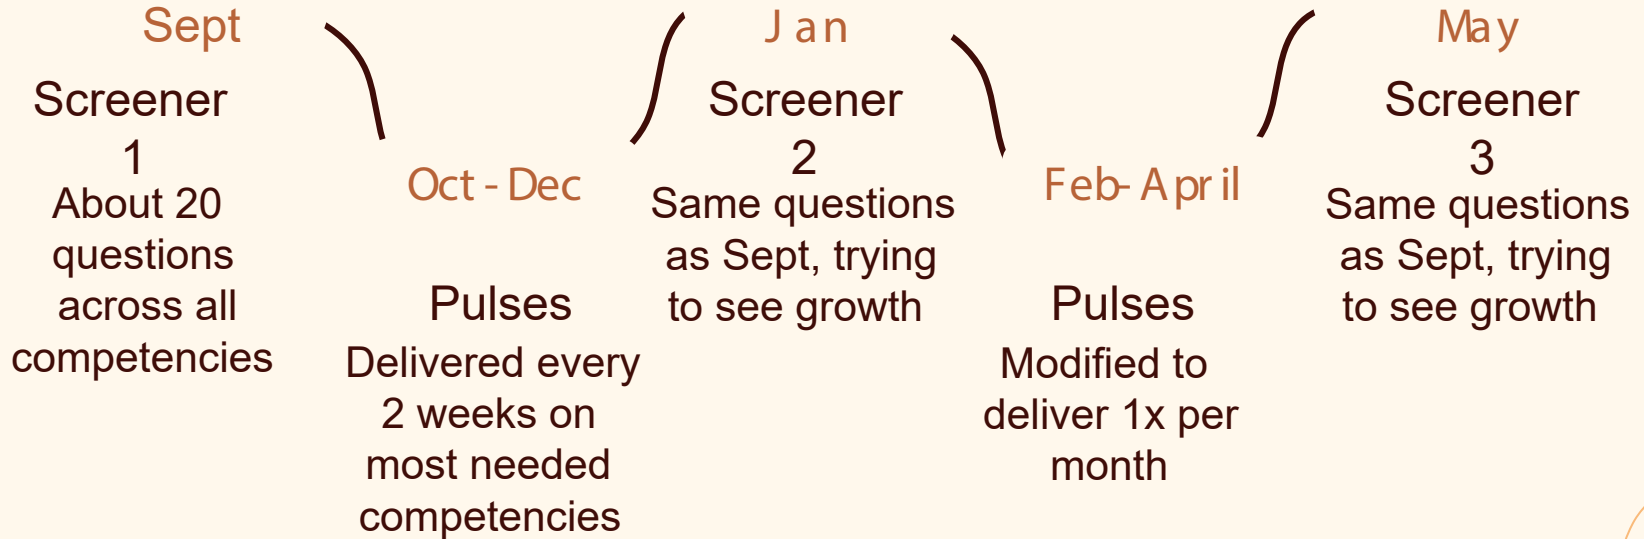 Sept
Screener
1
About 20
questions
across all
competencies
Oct - Dec
Pulses
Delivered every
2 weeks on
most needed
competencies
Jan
Screener
2
Same questions
as Sept, trying
to see growth
Feb- April
Pulses
Modified to
deliver 1x per
month
May
Screener
3
Same questions
as Sept, trying
to see growth